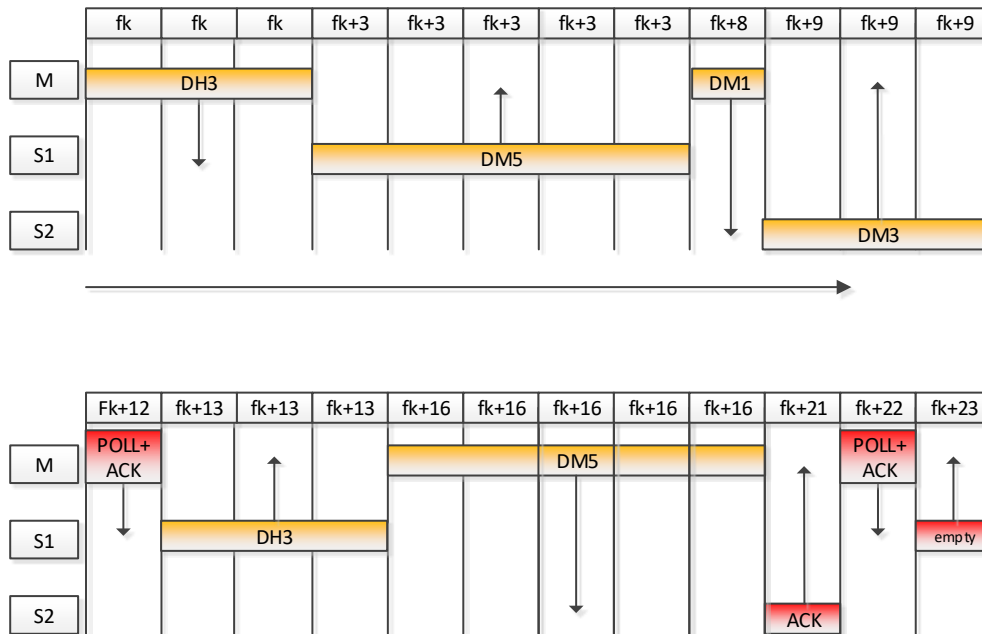 fk fk fk fk+3 fk+3 fk+3 fk+3 fk+3 fk+8 fk+9 fk+9 fk+9
M DH3 DM1
S1 DM5
S2 DM3
Fk+12 fk+13 fk+13 fk+13 fk+16 fk+16 fk+16 fk+16 fk+16 fk+21 fk+22 fk+23
M POLL+ ACK DM5 POLL+ ACK
S1 DH3 empty
S2 ACK